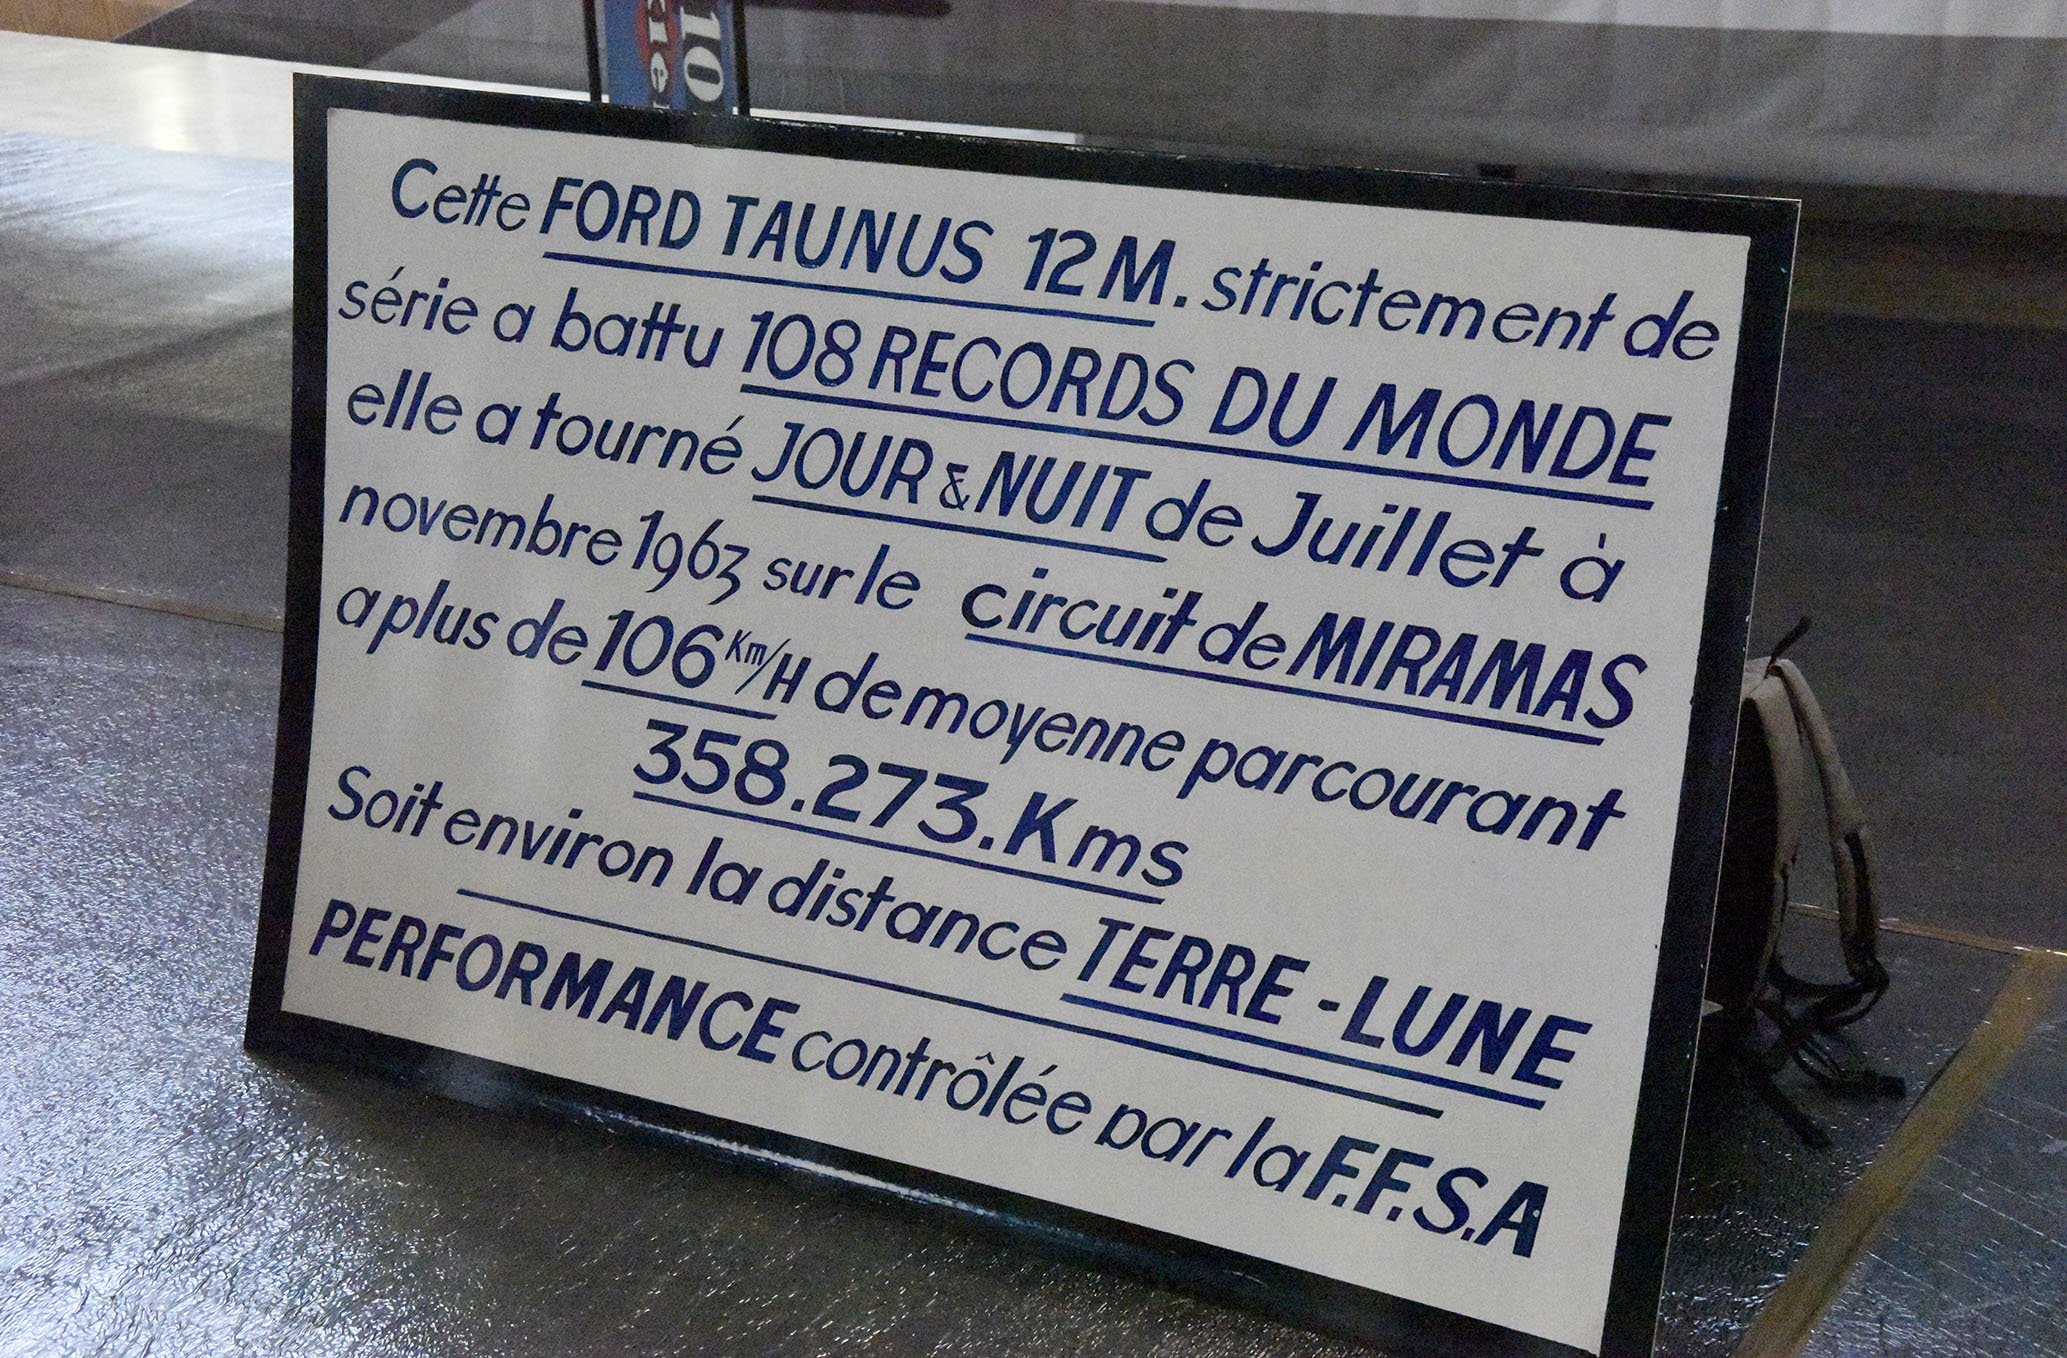 10
Cette FORD TAUNUS 12M. strictement de
série a battu 108 RECORDS DU MONDE
elle a tourné JOUR & NUIT de Juillet à
novembre 1963 sur le circuit de MIRAMAS
a plus de 106 Km/H de moyenne parcourant
358.273.Kms
Soit environ la distance TERRE-LUNE
PERFORMANCE contrôlée par la F.F.S.A